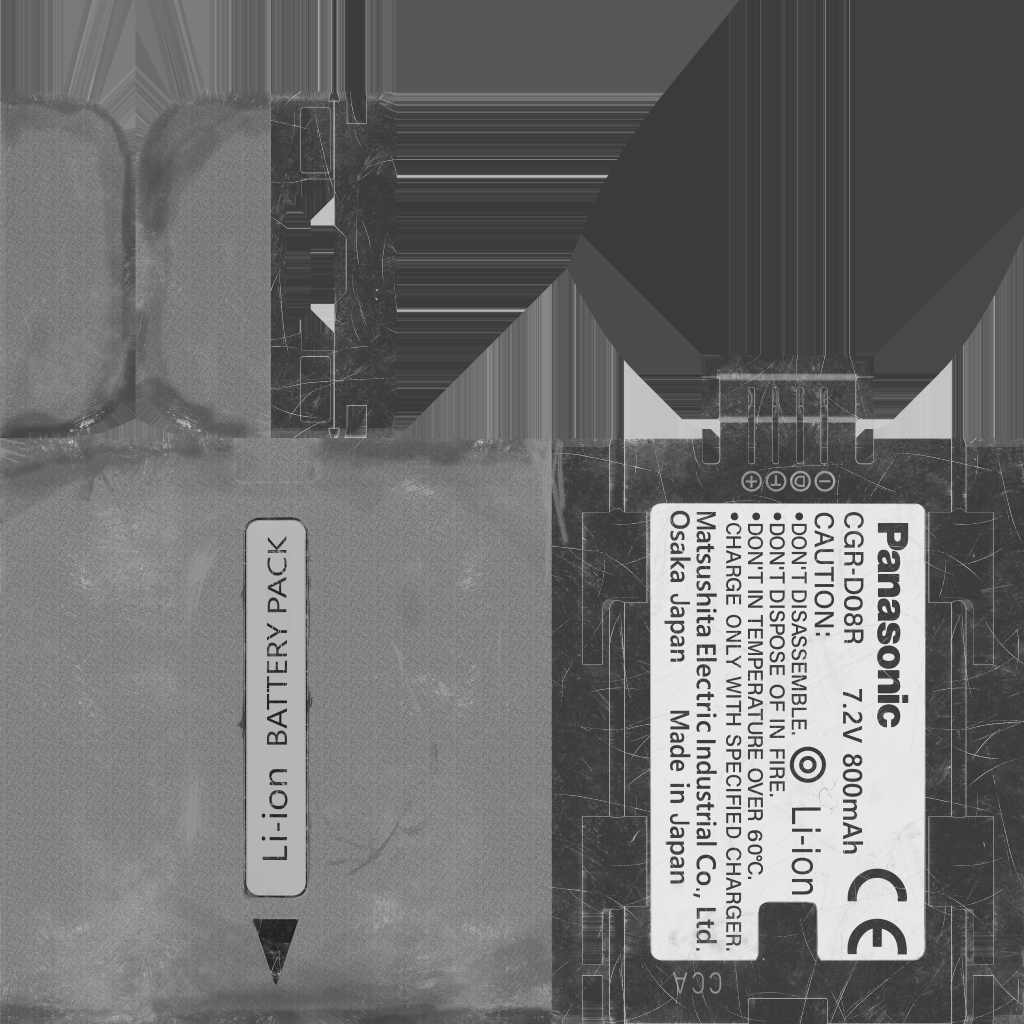 Li-ion BATTERY PACK
+ T D −
Panasonic
CGR-D08R 7.2V 800mAh
CE
CAUTION:
Li-ion
•DON'T DISASSEMBLE.
•DON'T DISPOSE OF IN FIRE.
•DON'T IN TEMPERATURE OVER 60°C.
•CHARGE ONLY WITH SPECIFIED CHARGER.
Matsushita Electric Industrial Co., Ltd.
Osaka Japan Made in Japan
CCA